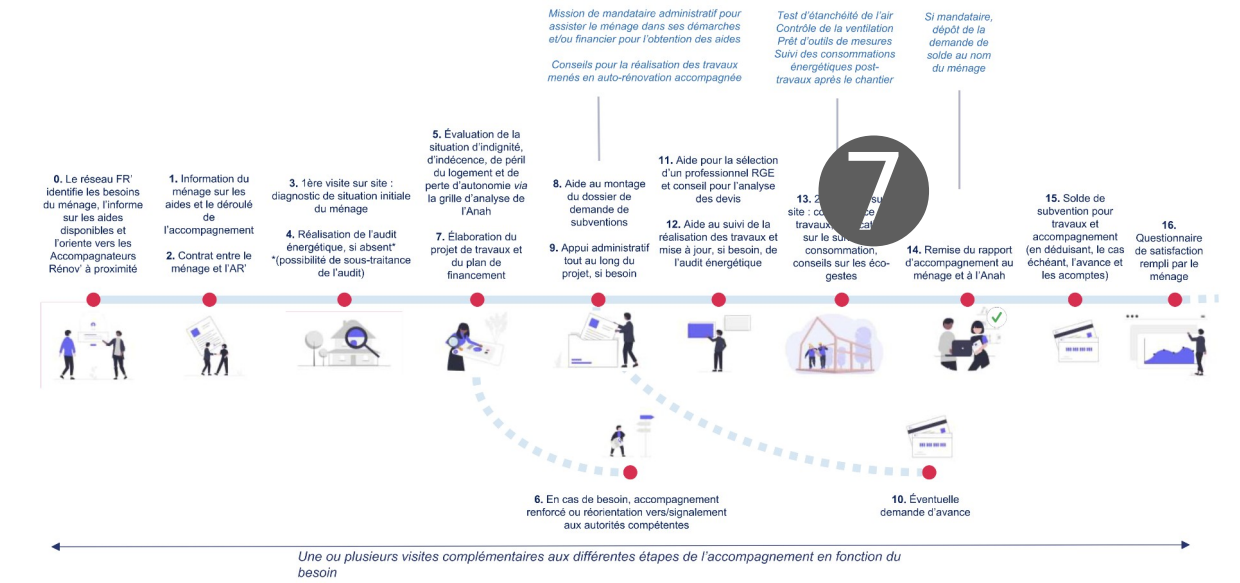 Mission de mandataire administratif pour
assister le ménage dans ses démarches
et/ou financier pour l'obtention des aides
Conseils pour la réalisation des travaux
menés en auto-rénovation accompagnée
Test d'étanchéité de l'air
Contrôle de la ventilation
Prêt d'outils de mesures
Suivi des consommations
énergétiques post-
travaux après le chantier
Si mandataire,
dépôt de la
demande de
solde au nom
du ménage
0. Le réseau FR'
identifie les besoins
du ménage, l'informe
sur les aides
disponibles et
l'oriente vers les
Accompagnateurs
Rénov' à proximité
1. Information du
ménage sur les
aides et le déroulé
de
l'accompagnement
2. Contrat entre le
ménage et l'AR'
3. 1ère visite sur site :
diagnostic de situation initiale
du ménage
4. Réalisation de l'audit
énergétique, si absent*
*(possibilité de sous-traitance
de l'audit)
5. Évaluation de la
situation d'indignité,
d'indécence, de péril
du logement et de
perte d'autonomie via
la grille d'analyse de
l'Anah
7. Élaboration du
projet de travaux et
du plan de
financement
8. Aide au montage
du dossier de
demande de
subventions
9. Appui administratif
tout au long du
projet, si besoin
11. Aide pour la sélection
d'un professionnel RGE
et conseil pour l'analyse
des devis
12. Aide au suivi de la
réalisation des travaux et
mise à jour, si besoin, de
l'audit énergétique
7
13.
site :
travaux
sur le
consommation,
conseils sur les éco-
gestes
14. Remise du rapport
d'accompagnement au
ménage et à l'Anah
15. Solde de
subvention pour
travaux et
accompagnement
(en déduisant, le cas
échéant, l'avance et
les acomptes)
16.
Questionnaire
de satisfaction
rempli par le
ménage
6. En cas de besoin, accompagnement
renforcé ou réorientation vers/signalement
aux autorités compétentes
10. Éventuelle
demande d'avance
Une ou plusieurs visites complémentaires aux différentes étapes de l'accompagnement en fonction du
besoin